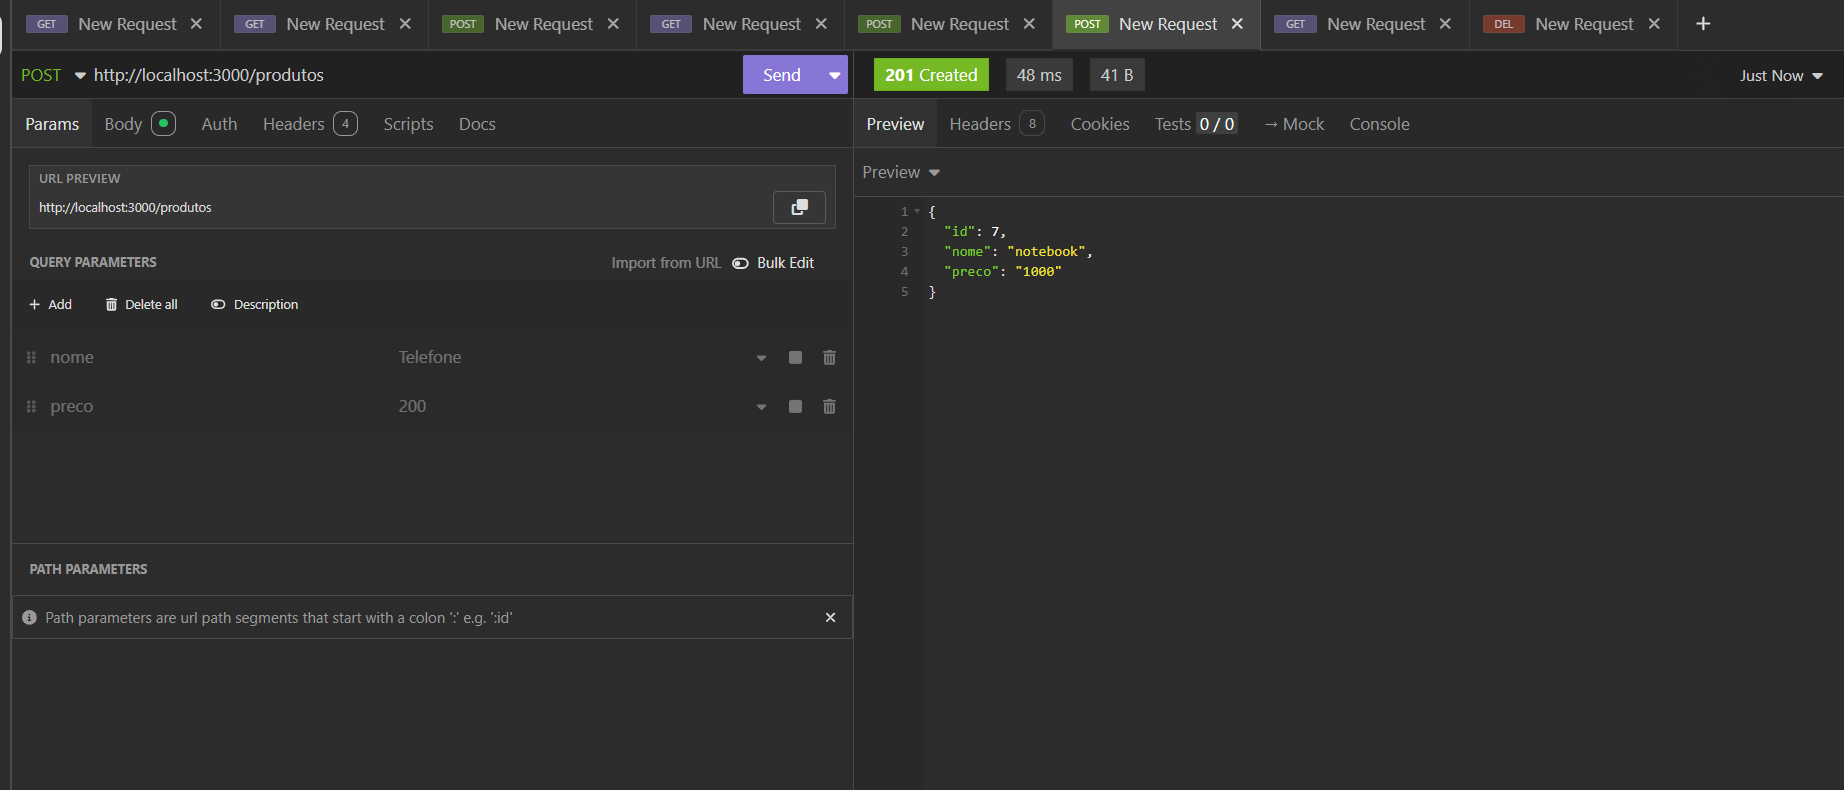 GET New Request × GET New Request × POST New Request × GET New Request × POST New Request × POST New Request × GET New Request × DEL New Request × +
POST http://localhost:3000/produtos Send
201 Created 48 ms 41 B Just Now
Params Body Auth Headers 4 Scripts Docs
Preview Headers 8 Cookies Tests 0 / 0 → Mock Console
URL PREVIEW
http://localhost:3000/produtos
QUERY PARAMETERS Import from URL Bulk Edit
+ Add Delete all Description
nome Telefone
preco 200
PATH PARAMETERS
Path parameters are url path segments that start with a colon ':' e.g. ':id' ×
Preview
1 {
2 "id": 7,
3 "nome": "notebook",
4 "preco": "1000"
5 }